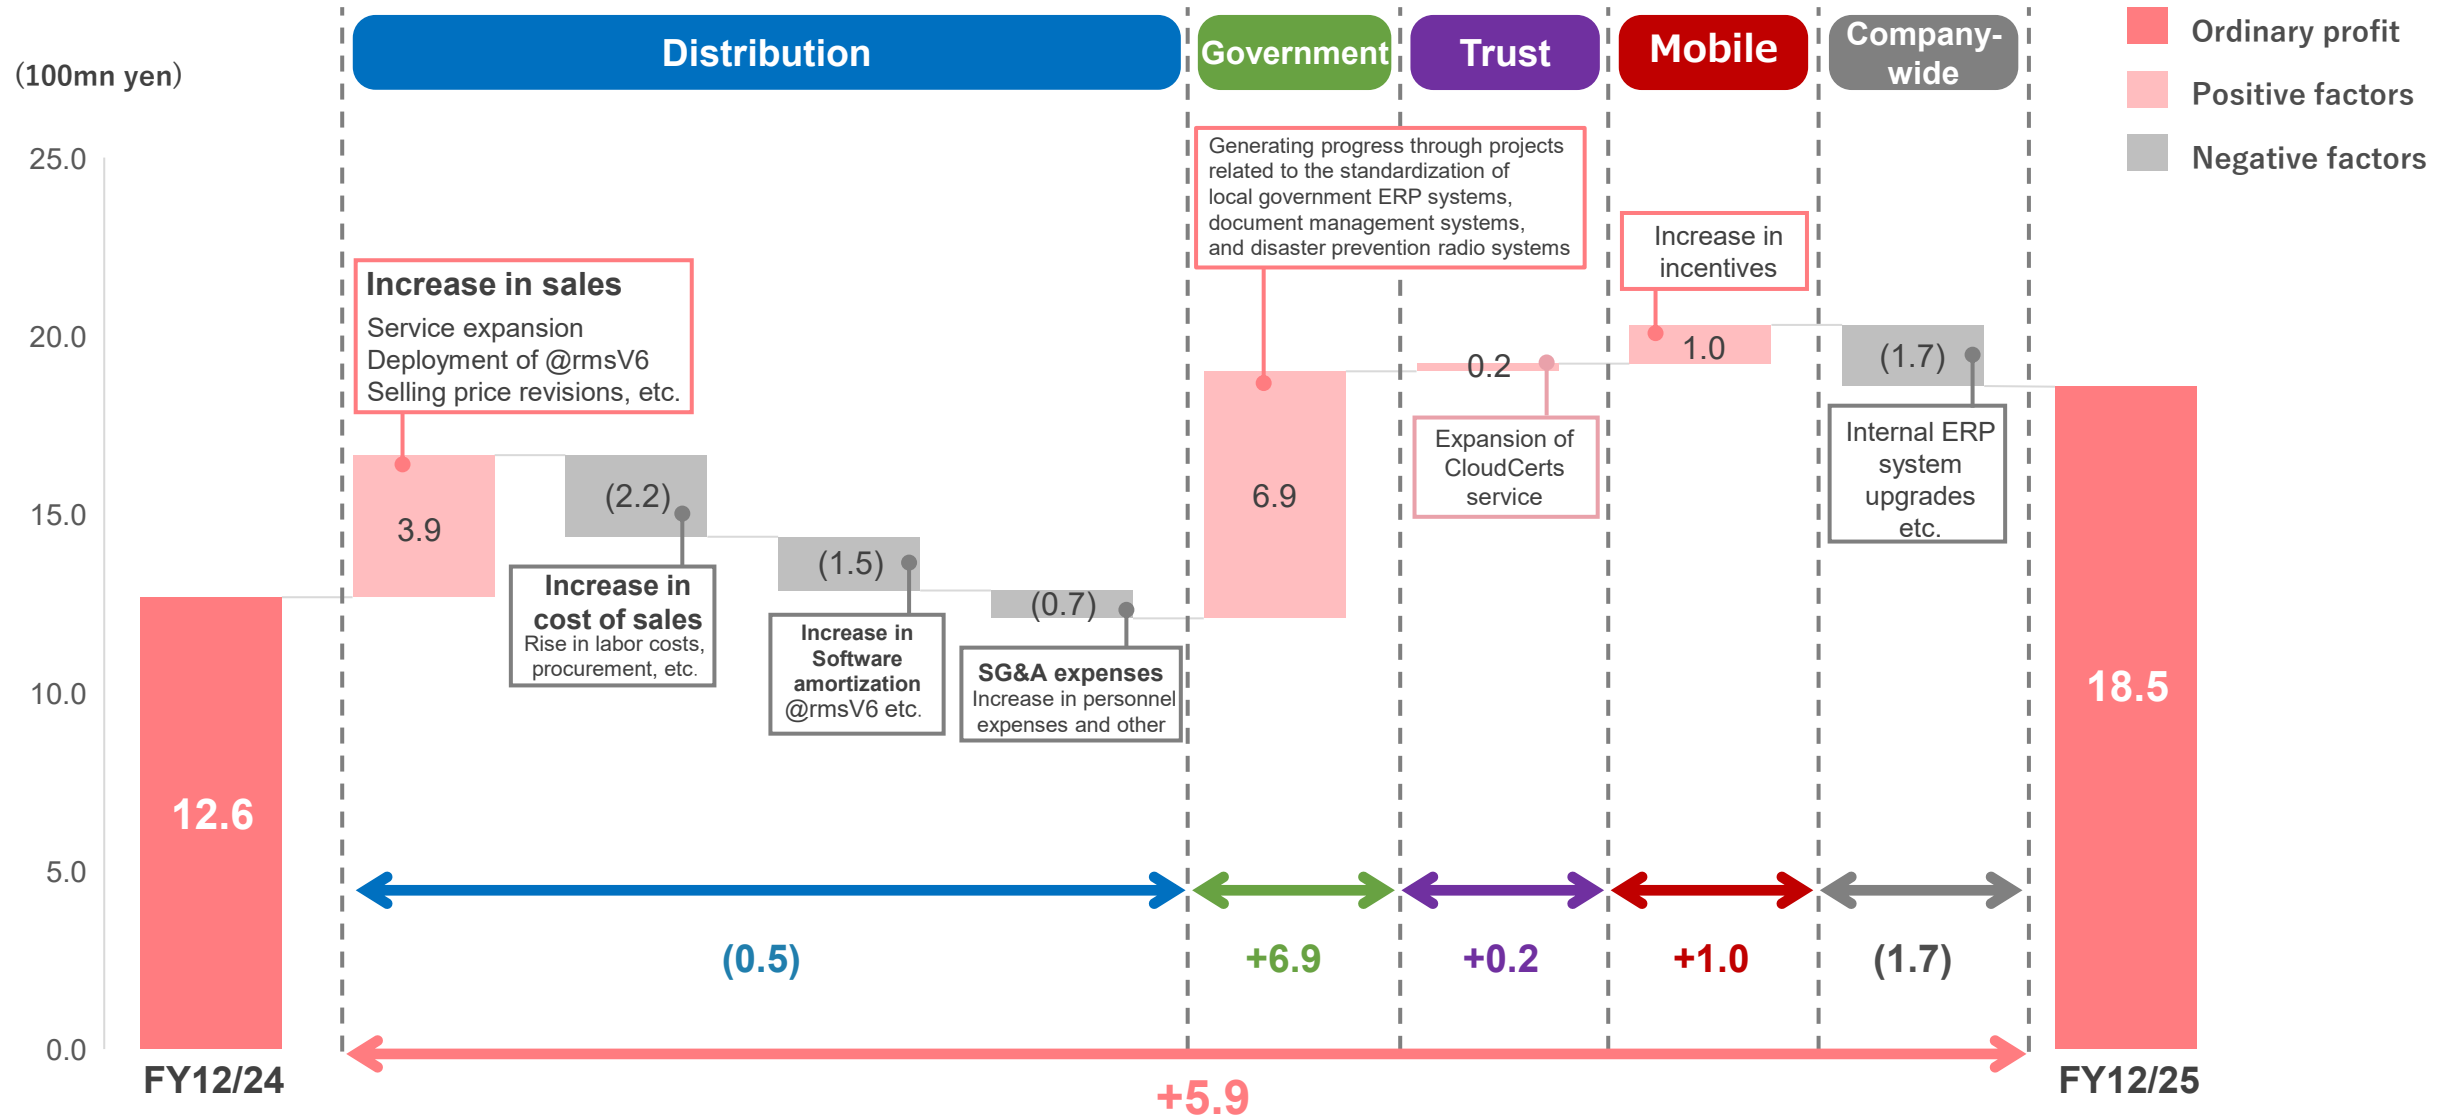 (100mn yen)
Distribution
Government
Trust
Mobile
Company-
wide
Ordinary profit
Positive factors
Negative factors
25.0
20.0
15.0
10.0
5.0
0.0
12.6
FY12/24
Increase in sales
Service expansion
Deployment of @rmsV6
Selling price revisions, etc.
3.9
(2.2)
Increase in
cost of sales
Rise in labor costs,
procurement, etc.
(1.5)
Increase in
Software
amortization
@rmsV6 etc.
(0.7)
SG&A expenses
Increase in personnel
expenses and other
Generating progress through projects
related to the standardization of
local government ERP systems,
document management systems,
and disaster prevention radio systems
6.9
0.2
Expansion of
CloudCerts
service
Increase in
incentives
1.0
(1.7)
Internal ERP
system
upgrades
etc.
18.5
FY12/25
(0.5)
+6.9
+0.2
+1.0
(1.7)
+5.9